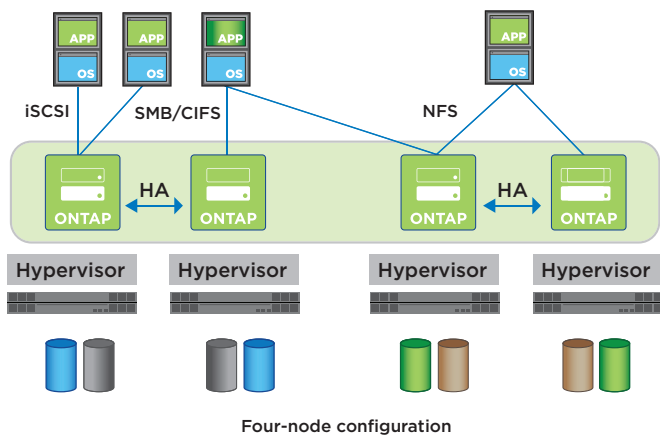 APP
OS
APP
OS
APP
OS
APP
OS
iSCSI
SMB/CIFS
NFS
ONTAP
HA
ONTAP
ONTAP
HA
ONTAP
Hypervisor
Hypervisor
Hypervisor
Hypervisor
Four-node configuration